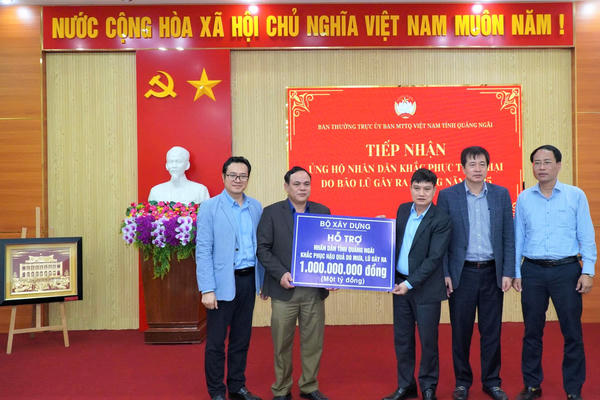 NƯỚC CỘNG HÒA XÃ HỘI CHỦ NGHĨA VIỆT NAM MUÔN NĂM !
BAN THƯỜNG TRỰC ỦY BAN MTTQ VIỆT NAM TỈNH QUẢNG NGÃI
TIẾP NHẬN
ỦNG HỘ NHÂN DÂN KHẮC PHỤC
DO BÃO LŨ GÂY RA
BỘ XÂY DỰNG
HỖ TRỢ
NHÂN DÂN TỈNH QUẢNG NGÃI
KHẮC PHỤC HẬU QUẢ DO MƯA, LŨ GÂY RA
1.000.000.000 đồng
(Một tỷ đồng)